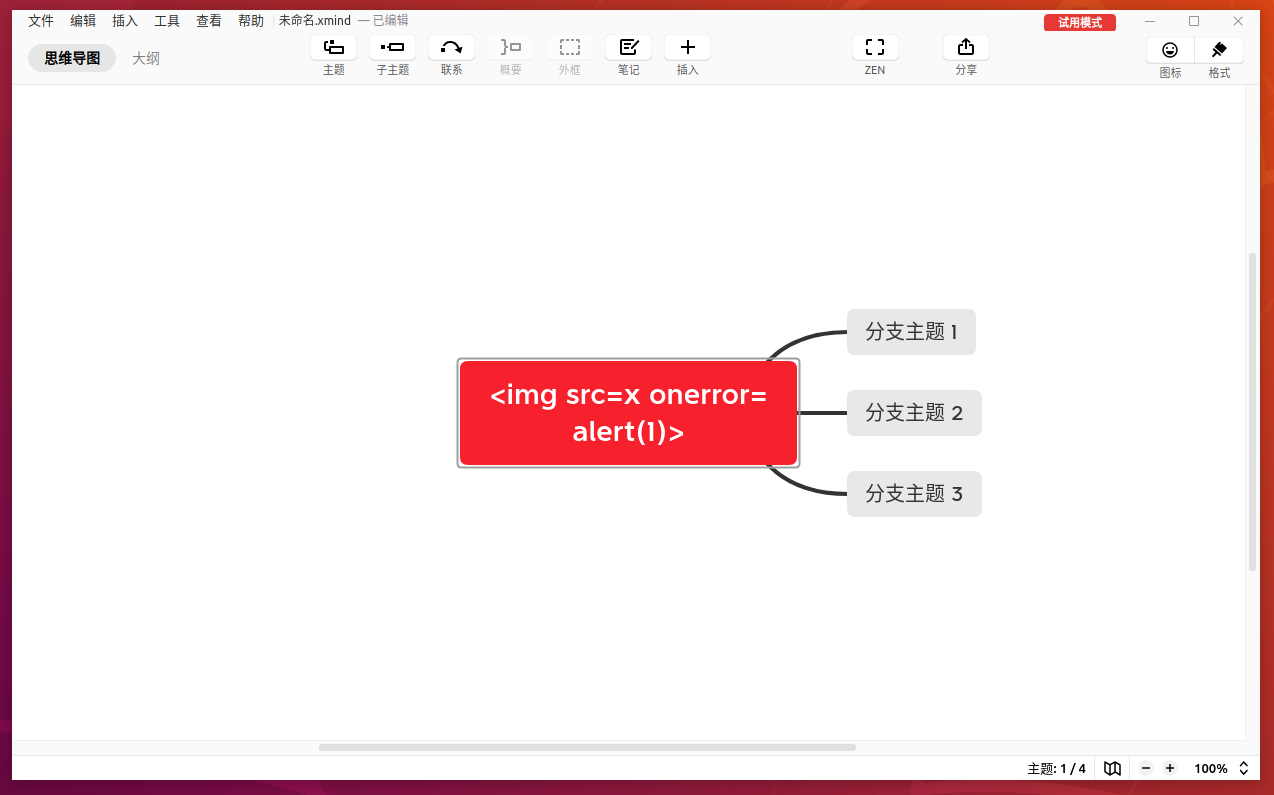 文件 编辑 插入 工具 查看 帮助 未命名.xmind — 已编辑 试用模式
思维导图 大纲
主题 子主题 联系 概要 外框 笔记 插入 ZEN 分享 图标 格式
分支主题 1
<img src=x onerror=
alert(1)>
分支主题 2
分支主题 3
主题: 1 / 4 100%